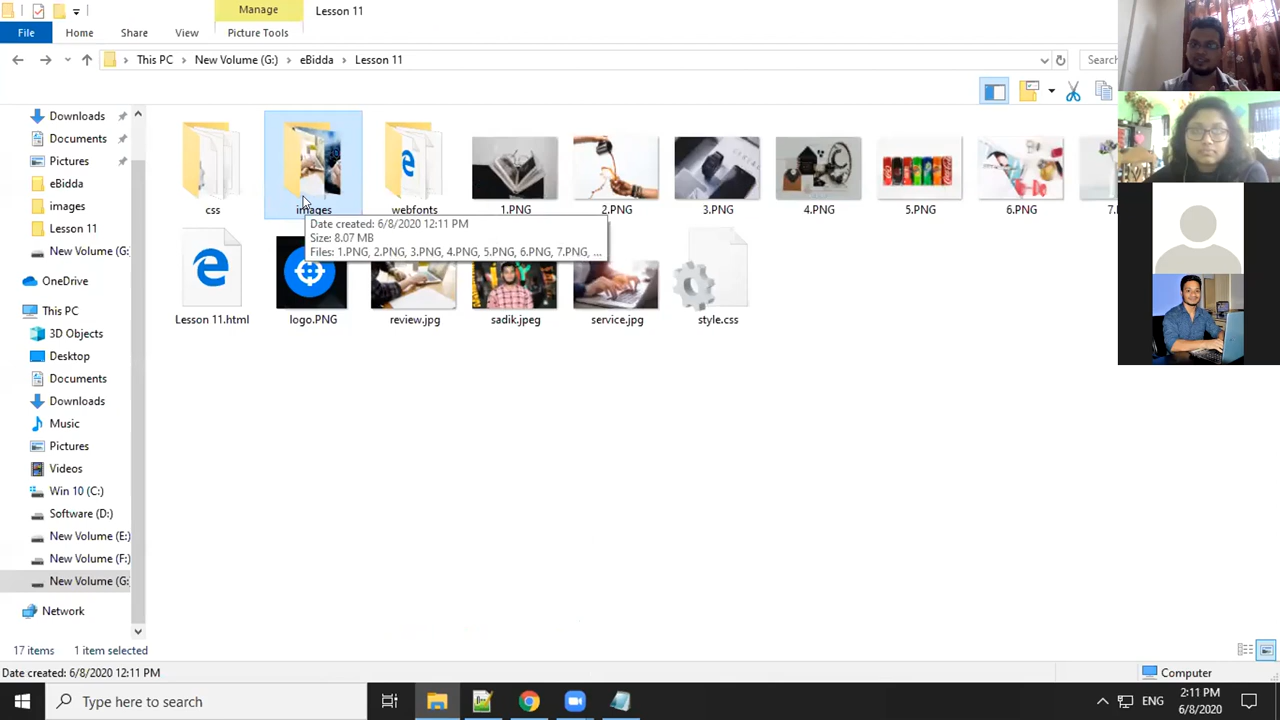 Manage
Lesson 11
File
Home
Share
View
Picture Tools
This PC
New Volume (G:)
eBidda
Lesson 11
Search
Downloads
Documents
Pictures
eBidda
images
Lesson 11
New Volume (G:
OneDrive
This PC
3D Objects
Desktop
Documents
Downloads
Music
Pictures
Videos
Win 10 (C:)
Software (D:)
New Volume (E:)
New Volume (F:)
New Volume (G:
Network
css
images
webfonts
1.PNG
2.PNG
3.PNG
4.PNG
5.PNG
6.PNG
7.
Date created: 6/8/2020 12:11 PM
Size: 8.07 MB
Files: 1.PNG, 2.PNG, 3.PNG, 4.PNG, 5.PNG, 6.PNG, 7.PNG, ...
Lesson 11.html
logo.PNG
review.jpg
sadik.jpeg
service.jpg
style.css
17 items
1 item selected
Date created: 6/8/2020 12:11 PM
Computer
Type here to search
ENG
2:11 PM
6/8/2020